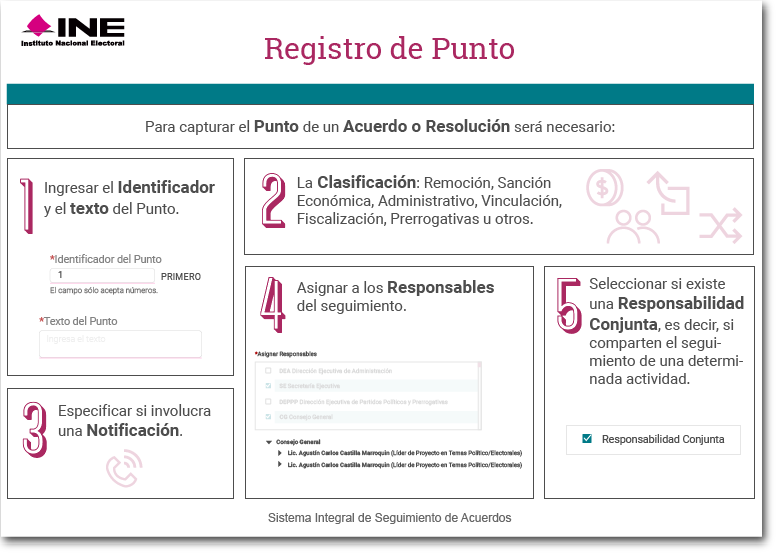 INE
Instituto Nacional Electoral
Registro de Punto
Para capturar el Punto de un Acuerdo o Resolución será necesario:
1
Ingresar el Identificador
y el texto del Punto.
*Identificador del Punto
1
PRIMERO
El campo sólo acepta números.
*Texto del Punto
Ingresa el texto
2
La Clasificación: Remoción, Sanción
Económica, Administrativo, Vinculación,
Fiscalización, Prerrogativas u otros.
3
Especificar si involucra
una Notificación.
4
Asignar a los Responsables
del seguimiento.
*Asignar Responsables
DEA Dirección Ejecutiva de Administración
SE Secretaría Ejecutiva
DEPPP Dirección Ejecutiva de Partidos Políticos y Prerrogativas
CG Consejo General
Consejo General
Lic. Agustín Carlos Castilla Marroquín (Líder de Proyecto en Temas Político/Electorales)
Lic. Agustín Carlos Castilla Marroquín (Líder de Proyecto en Temas Político/Electorales)
5
Seleccionar si existe
una Responsabilidad
Conjunta, es decir, si
comparten el segui-
miento de una determi-
nada actividad.
Responsabilidad Conjunta
Sistema Integral de Seguimiento de Acuerdos